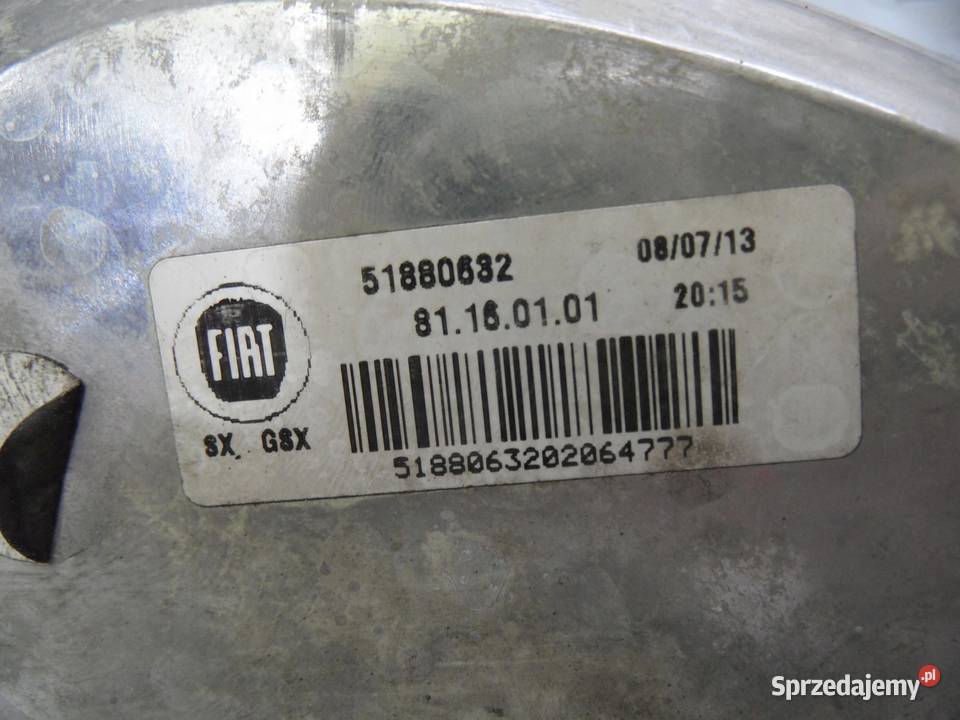 51880632
08/07/13
81.16.01.01
20:15
FIAT
SX, GSX
5188063202064777
Sprzedajemy.pl